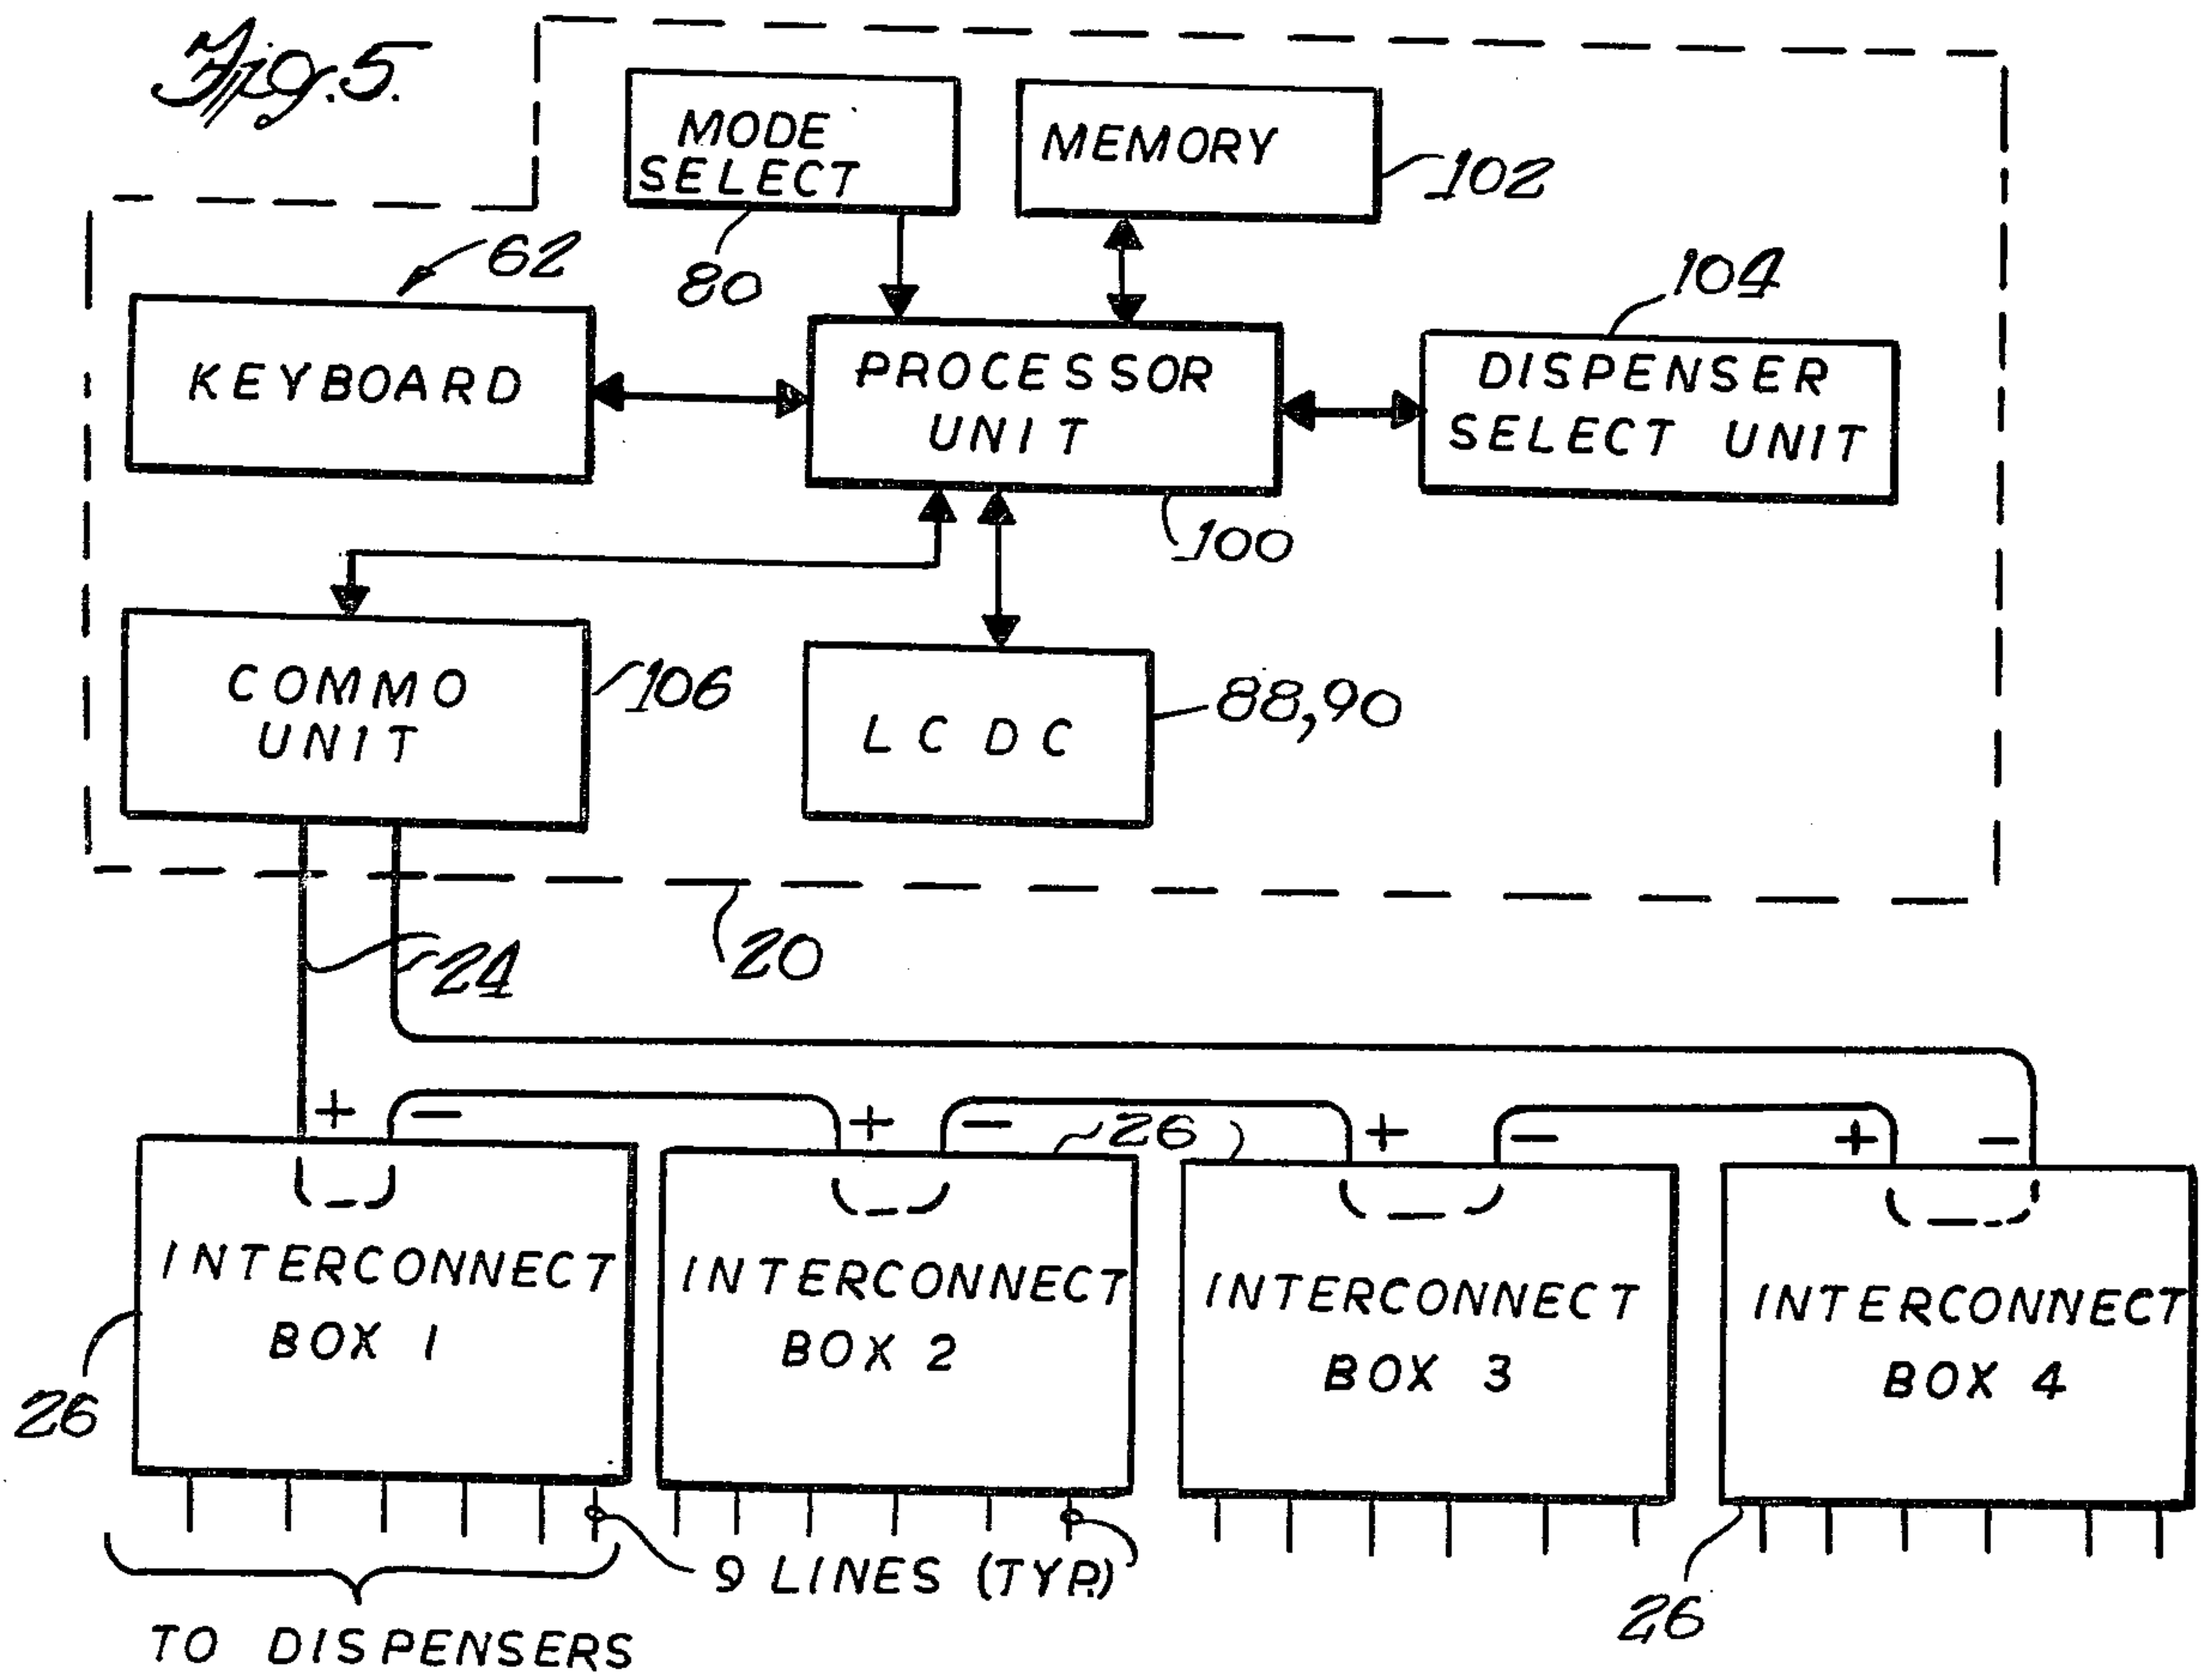 Fig. 5.
MODE
SELECT
MEMORY
102
62
80
104
KEYBOARD
PROCESSOR
UNIT
DISPENSER
SELECT UNIT
100
COMMO
UNIT
106
LCDC
88,90
24
20
+ −
+ −
+ −
+ −
26
INTERCONNECT
BOX 1
INTERCONNECT
BOX 2
INTERCONNECT
BOX 3
INTERCONNECT
BOX 4
26
9 LINES (TYP.)
26
TO DISPENSERS